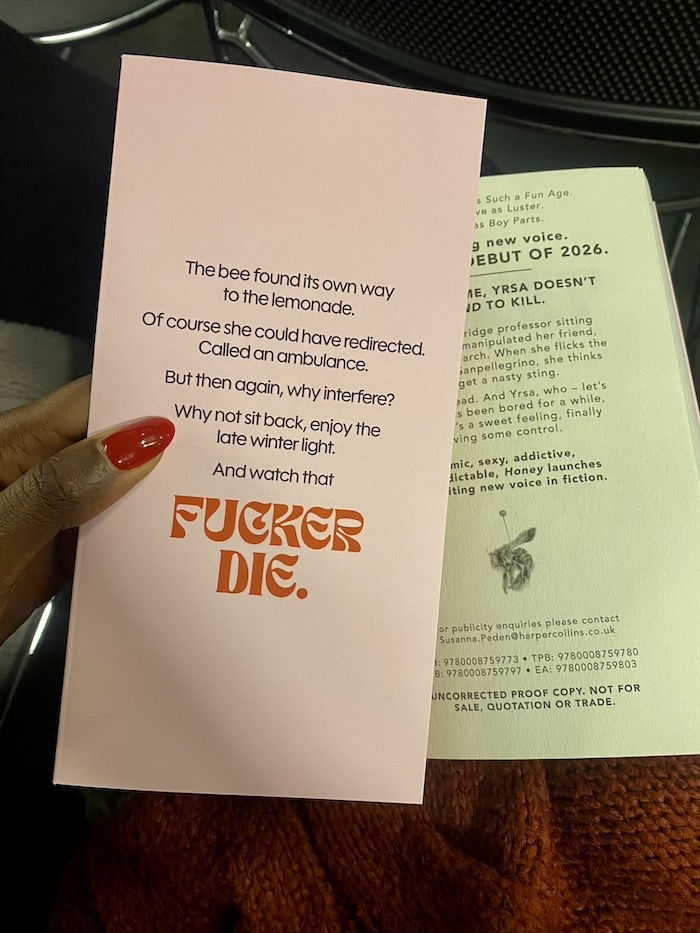 The bee found its own way
to the lemonade.
Of course she could have redirected.
Called an ambulance.
But then again, why interfere?
Why not sit back, enjoy the
late winter light.
And watch that
FUCKER
DIE.
Such a Fun Age.
as Luster.
as Boy Parts.
new voice.
DEBUT OF 2026.
YRSA DOESN'T
TO KILL.
professor sitting
manipulated her friend,
When she flicks the
she thinks
get a nasty sting.
And Yrsa, who – let's
been bored for a while,
a sweet feeling, finally
some control.
sexy, addictive,
Honey launches
new voice in fiction.
publicity enquiries please contact
Susanna.Peden@harpercollins.co.uk
9780008759773 • TPB: 9780008759780
9780008759797 • EA: 9780008759803
UNCORRECTED PROOF COPY. NOT FOR
SALE, QUOTATION OR TRADE.